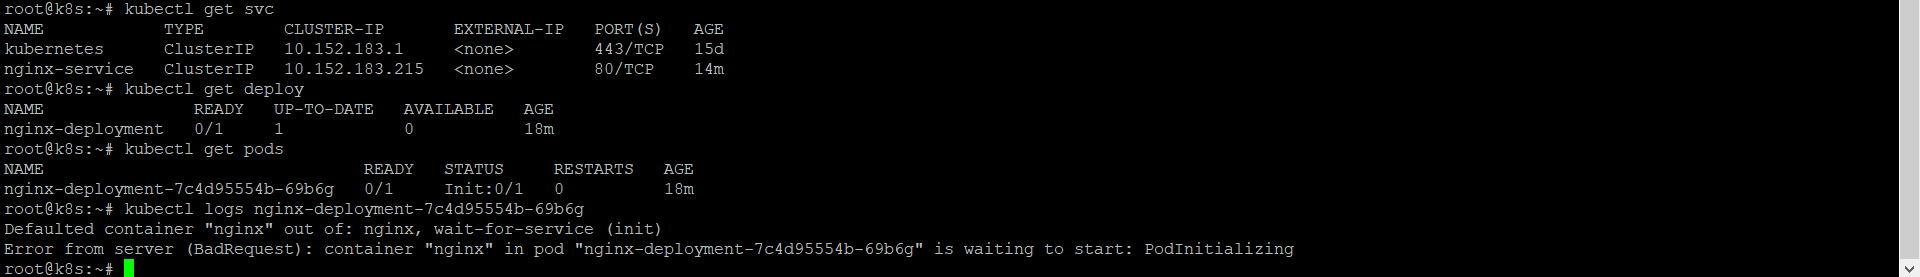 root@k8s:~# kubectl get svc
NAME            TYPE        CLUSTER-IP       EXTERNAL-IP   PORT(S)   AGE
kubernetes      ClusterIP   10.152.183.1     <none>        443/TCP   15d
nginx-service   ClusterIP   10.152.183.215   <none>        80/TCP    14m
root@k8s:~# kubectl get deploy
NAME               READY   UP-TO-DATE   AVAILABLE   AGE
nginx-deployment   0/1     1            0           18m
root@k8s:~# kubectl get pods
NAME                                READY   STATUS     RESTARTS   AGE
nginx-deployment-7c4d95554b-69b6g   0/1     Init:0/1   0          18m
root@k8s:~# kubectl logs nginx-deployment-7c4d95554b-69b6g
Defaulted container "nginx" out of: nginx, wait-for-service (init)
Error from server (BadRequest): container "nginx" in pod "nginx-deployment-7c4d95554b-69b6g" is waiting to start: PodInitializing
root@k8s:~#